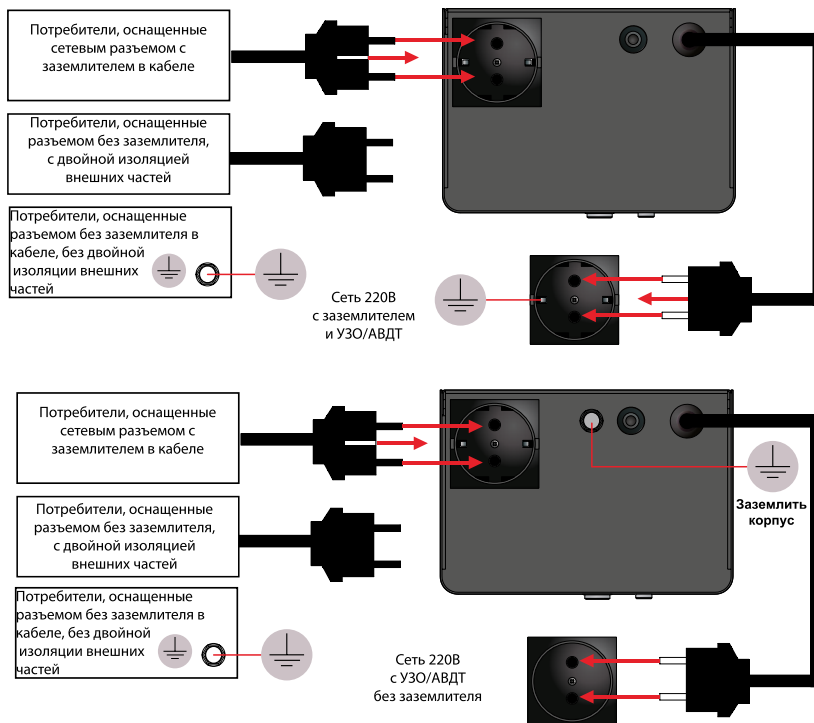 Потребители, оснащенные
сетевым разъемом с
заземлителем в кабеле
Потребители, оснащенные
разъемом без заземлителя,
с двойной изоляцией
внешних частей
Потребители, оснащенные
разъемом без заземлителя в
кабеле, без двойной
изоляции внешних
частей
Сеть 220В
с заземлителем
и УЗО/АВДТ
Потребители, оснащенные
сетевым разъемом с
заземлителем в кабеле
Заземлить
корпус
Потребители, оснащенные
разъемом без заземлителя,
с двойной изоляцией
внешних частей
Потребители, оснащенные
разъемом без заземлителя в
кабеле, без двойной
изоляции внешних
частей
Сеть 220В
с УЗО/АВДТ
без заземлителя